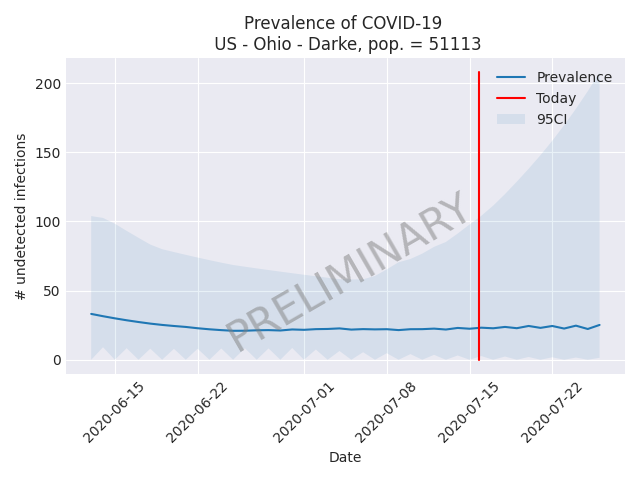 Prevalence of COVID-19
US - Ohio - Darke, pop. = 51113
# undetected infections
200
150
100
50
0
Prevalence
Today
95CI
PRELIMINARY
2020-06-15
2020-06-22
2020-07-01
2020-07-08
2020-07-15
2020-07-22
Date